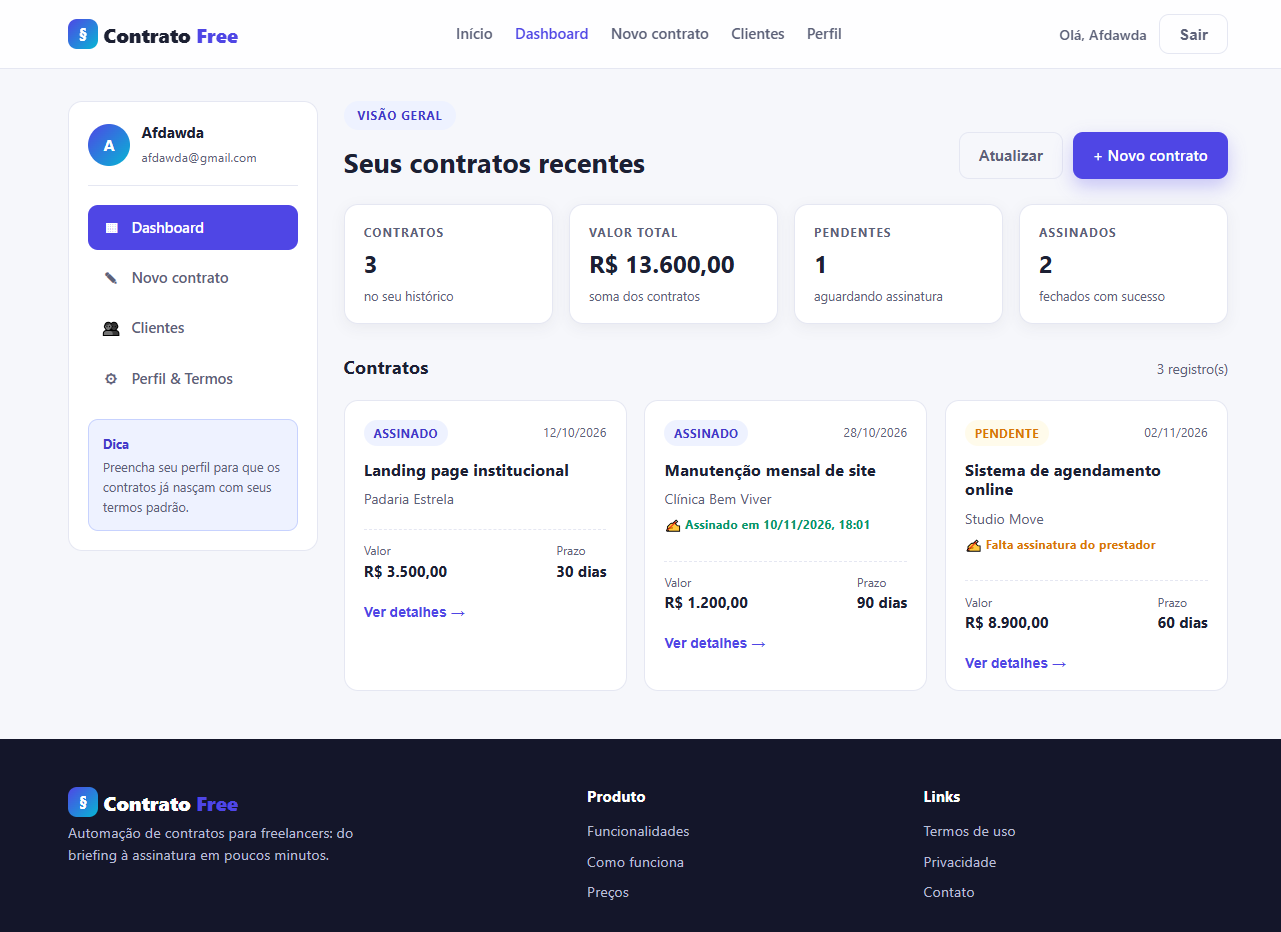 § Contrato Free
Início Dashboard Novo contrato Clientes Perfil
Olá, Afdawda Sair
A
Afdawda
afdawda@gmail.com
Dashboard
Novo contrato
Clientes
Perfil & Termos
Dica
Preencha seu perfil para que os
contratos já nasçam com seus
termos padrão.
VISÃO GERAL
Seus contratos recentes
Atualizar + Novo contrato
CONTRATOS
3
no seu histórico
VALOR TOTAL
R$ 13.600,00
soma dos contratos
PENDENTES
1
aguardando assinatura
ASSINADOS
2
fechados com sucesso
Contratos
3 registro(s)
ASSINADO 12/10/2026
Landing page institucional
Padaria Estrela
Valor Prazo
R$ 3.500,00 30 dias
Ver detalhes →
ASSINADO 28/10/2026
Manutenção mensal de site
Clínica Bem Viver
✍ Assinado em 10/11/2026, 18:01
Valor Prazo
R$ 1.200,00 90 dias
Ver detalhes →
PENDENTE 02/11/2026
Sistema de agendamento
online
Studio Move
✍ Falta assinatura do prestador
Valor Prazo
R$ 8.900,00 60 dias
Ver detalhes →
§ Contrato Free
Automação de contratos para freelancers: do
briefing à assinatura em poucos minutos.
Produto
Funcionalidades
Como funciona
Preços
Links
Termos de uso
Privacidade
Contato